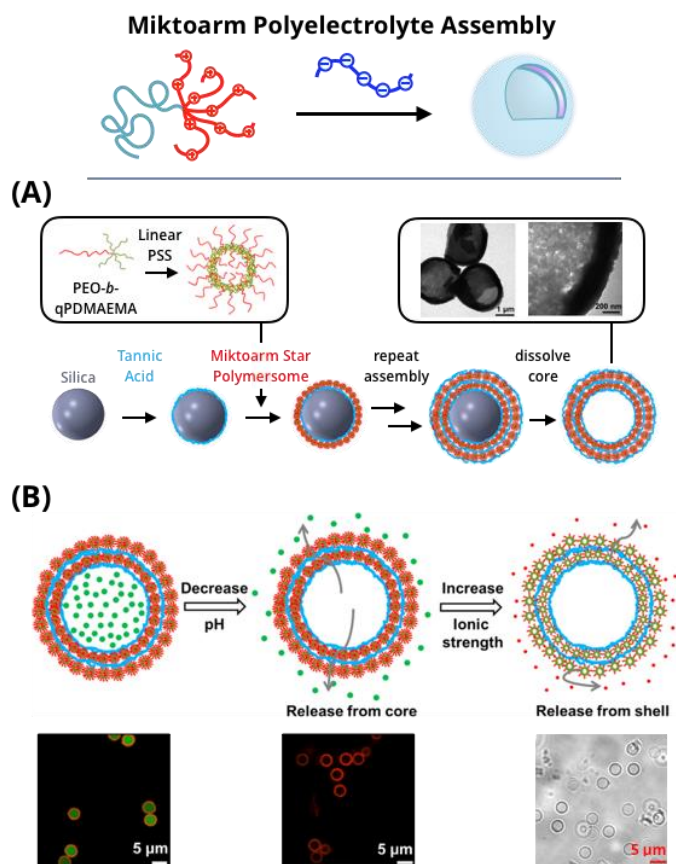 Miktoarm Polyelectrolyte Assembly
(A)
Linear
PSS
PEO-b-
qPDMAEMA
1 μm
200 nm
Silica
Tannic
Acid
Miktoarm Star
Polymersome
repeat
assembly
dissolve
core
(B)
Decrease
pH
Increase
Ionic
strength
Release from core
Release from shell
5 μm
5 μm
5 μm